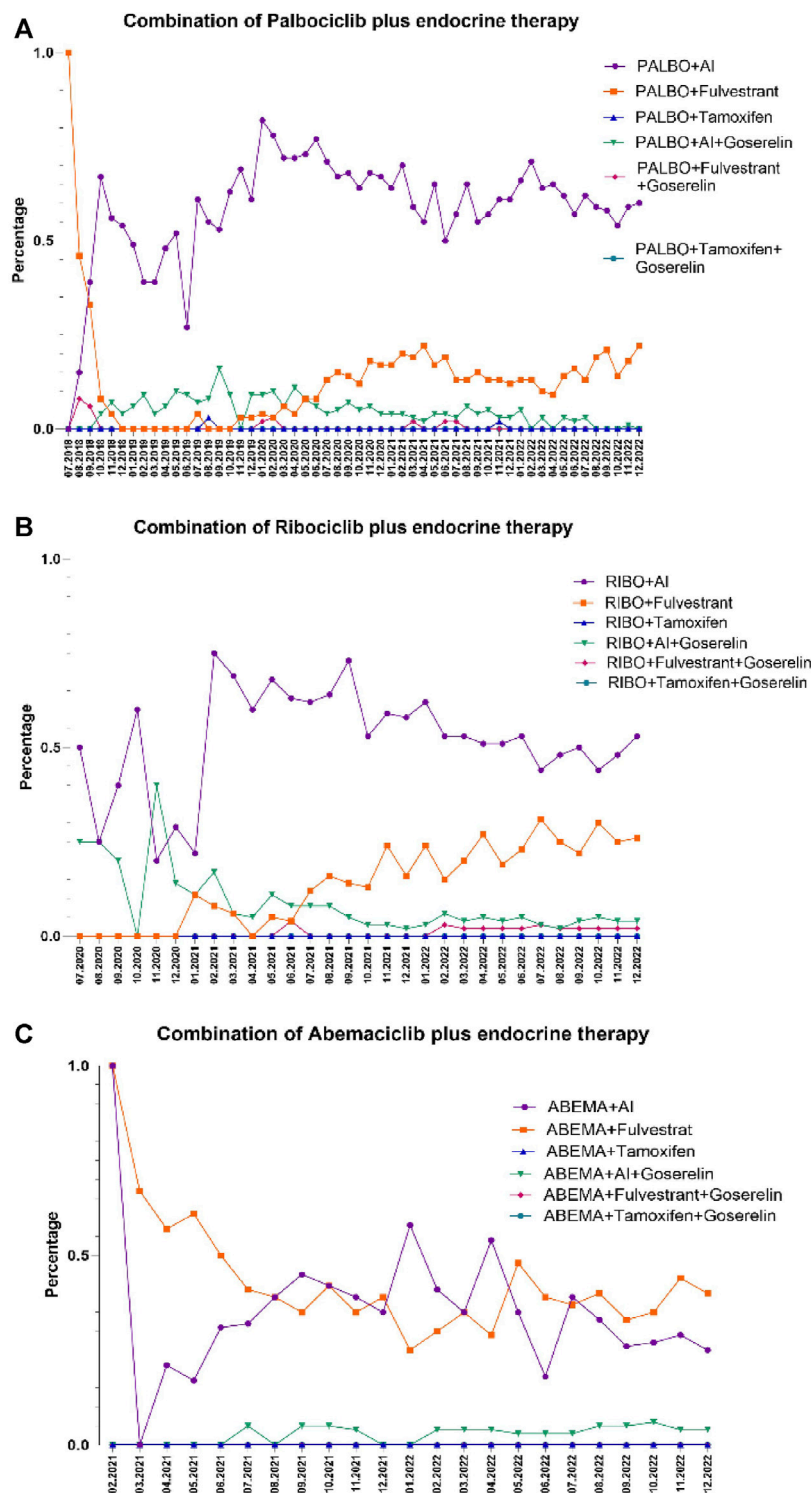 A
Combination of Palbociclib plus endocrine therapy
1.0
0.5
0.0
Percentage
PALBO+AI
PALBO+Fulvestrant
PALBO+Tamoxifen
PALBO+AI+Goserelin
PALBO+Fulvestrant
+Goserelin
PALBO+Tamoxifen+
Goserelin
07.2018 08.2018 09.2018 10.2018 11.2018 12.2018 01.2019 02.2019 03.2019 04.2019 05.2019 06.2019 07.2019 08.2019 09.2019 10.2019 11.2019 12.2019 01.2020 02.2020 03.2020 04.2020 05.2020 06.2020 07.2020 08.2020 09.2020 10.2020 11.2020 12.2020 01.2021 02.2021 03.2021 04.2021 05.2021 06.2021 07.2021 08.2021 09.2021 10.2021 11.2021 12.2021 01.2022 02.2022 03.2022 04.2022 05.2022 06.2022 07.2022 08.2022 09.2022 10.2022 11.2022 12.2022
B
Combination of Ribociclib plus endocrine therapy
1.0
0.5
0.0
Percentage
RIBO+AI
RIBO+Fulvestrant
RIBO+Tamoxifen
RIBO+AI+Goserelin
RIBO+Fulvestrant+Goserelin
RIBO+Tamoxifen+Goserelin
07.2020 08.2020 09.2020 10.2020 11.2020 12.2020 01.2021 02.2021 03.2021 04.2021 05.2021 06.2021 07.2021 08.2021 09.2021 10.2021 11.2021 12.2021 01.2022 02.2022 03.2022 04.2022 05.2022 06.2022 07.2022 08.2022 09.2022 10.2022 11.2022 12.2022
C
Combination of Abemaciclib plus endocrine therapy
1.0
0.5
0.0
Percentage
ABEMA+AI
ABEMA+Fulvestrat
ABEMA+Tamoxifen
ABEMA+AI+Goserelin
ABEMA+Fulvestrant+Goserelin
ABEMA+Tamoxifen+Goserelin
02.2021 03.2021 04.2021 05.2021 06.2021 07.2021 08.2021 09.2021 10.2021 11.2021 12.2021 01.2022 02.2022 03.2022 04.2022 05.2022 06.2022 07.2022 08.2022 09.2022 10.2022 11.2022 12.2022